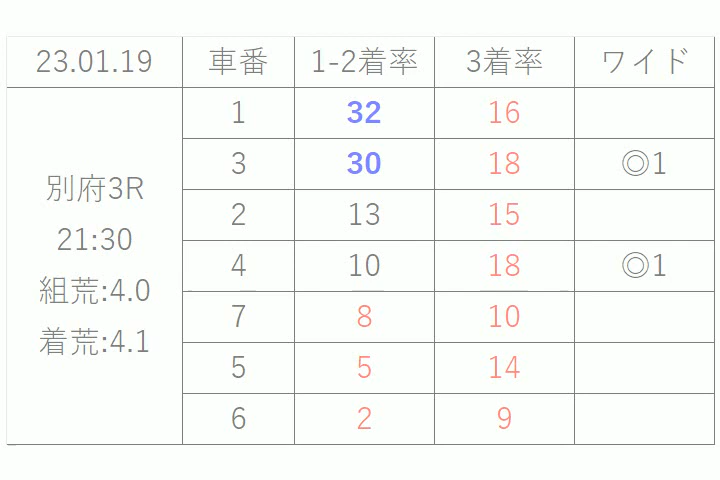 23.01.19 車番 1-2着率 3着率 ワイド
別府3R
21:30
組荒:4.0
着荒:4.1
1 32 16
3 30 18 ◎1
2 13 15
4 10 18 ◎1
7 8 10
5 5 14
6 2 9